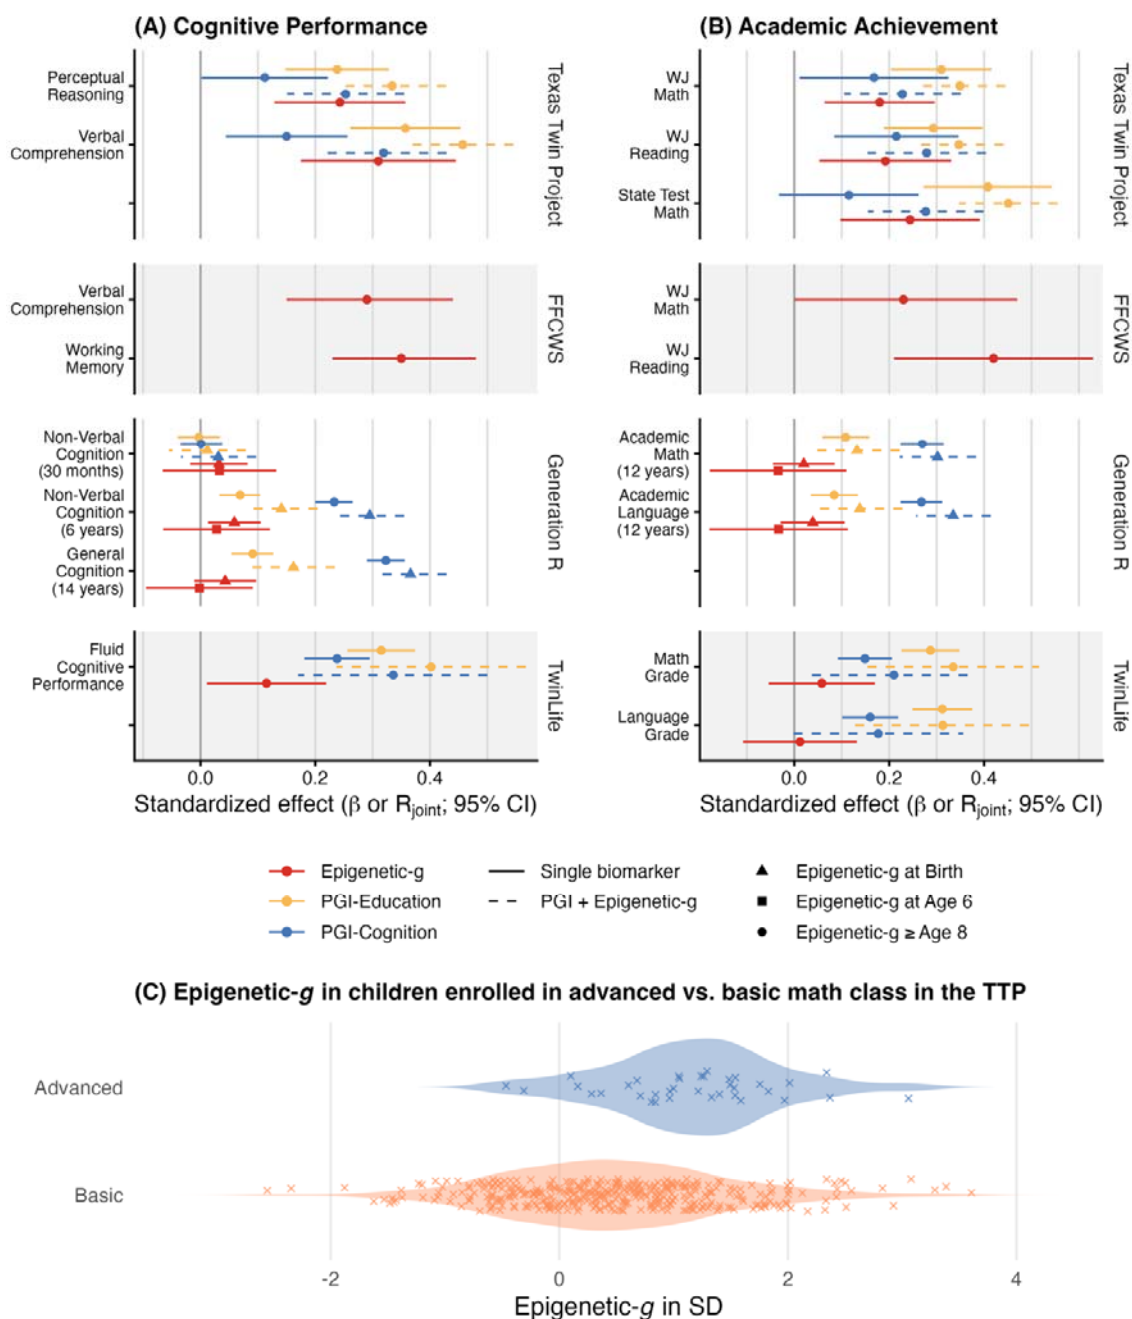 (A) Cognitive Performance
Perceptual
Reasoning
Verbal
Comprehension
Texas Twin Project
Verbal
Comprehension
Working
Memory
FFCWS
Non-Verbal
Cognition
(30 months)
Non-Verbal
Cognition
(6 years)
General
Cognition
(14 years)
Generation R
Fluid
Cognitive
Performance
TwinLife
0.0 0.2 0.4
Standardized effect (β or Rjoint; 95% CI)
(B) Academic Achievement
WJ
Math
WJ
Reading
State Test
Math
Texas Twin Project
WJ
Math
WJ
Reading
FFCWS
Academic
Math
(12 years)
Academic
Language
(12 years)
Generation R
Math
Grade
Language
Grade
TwinLife
0.0 0.2 0.4
Standardized effect (β or Rjoint; 95% CI)
Epigenetic-g
PGI-Education
PGI-Cognition
Single biomarker
PGI + Epigenetic-g
Epigenetic-g at Birth
Epigenetic-g at Age 6
Epigenetic-g ≥ Age 8
(C) Epigenetic-g in children enrolled in advanced vs. basic math class in the TTP
Advanced
Basic
-2 0 2 4
Epigenetic-g in SD